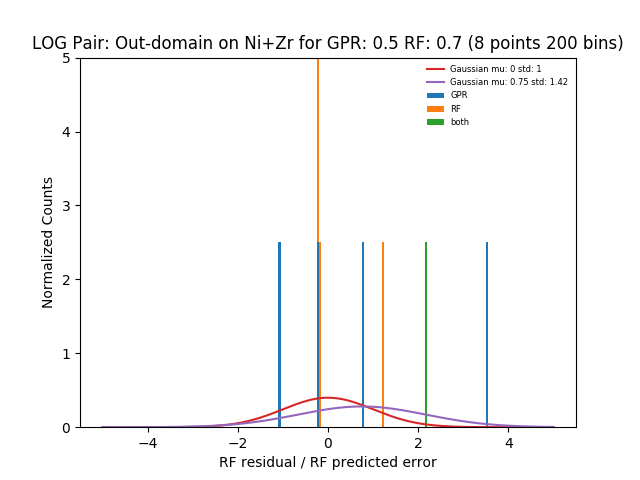 LOG Pair: Out-domain on Ni+Zr for GPR: 0.5 RF: 0.7 (8 points 200 bins)
Gaussian mu: 0 std: 1
Gaussian mu: 0.75 std: 1.42
GPR
RF
both
Normalized Counts
5
4
3
2
1
0
−4
−2
0
2
4
RF residual / RF predicted error